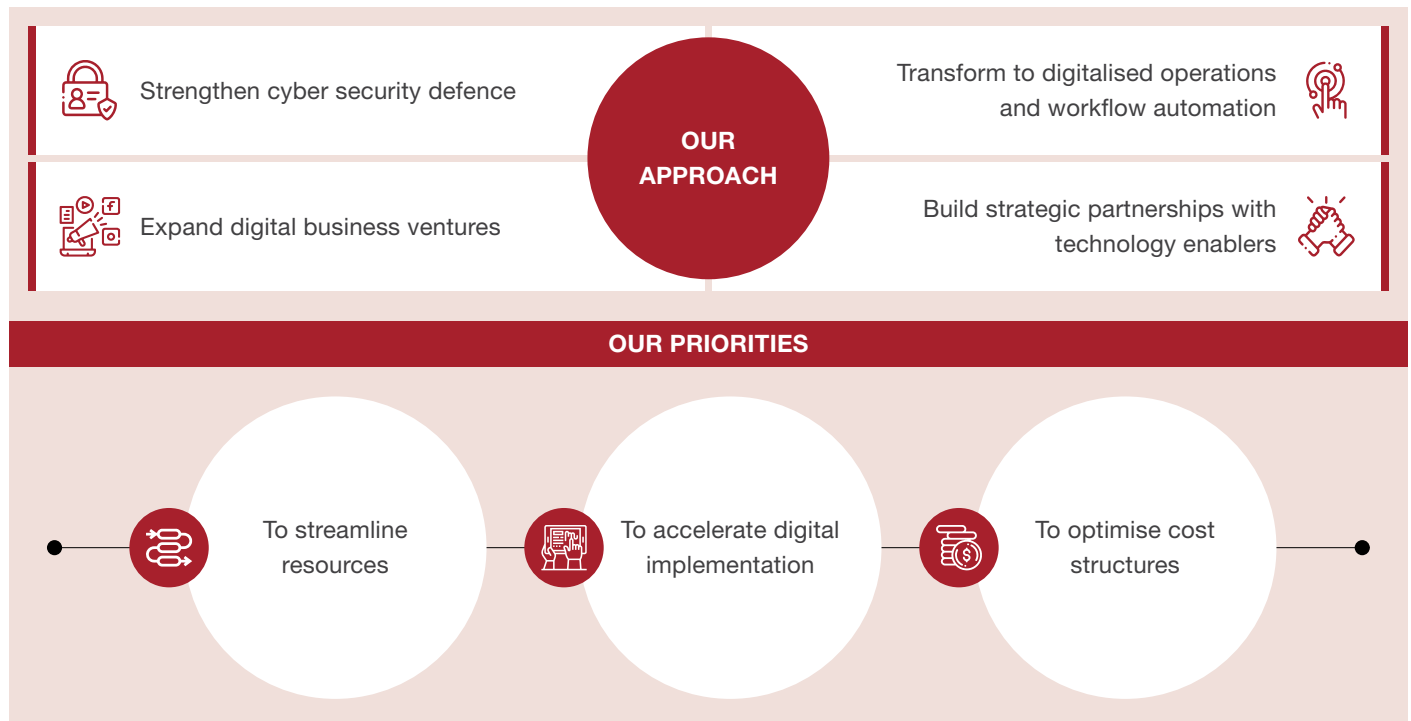 Strengthen cyber security defence
Expand digital business ventures
OUR
APPROACH
Transform to digitalised operations
and workflow automation
Build strategic partnerships with
technology enablers
OUR PRIORITIES
To streamline
resources
To accelerate digital
implementation
To optimise cost
structures